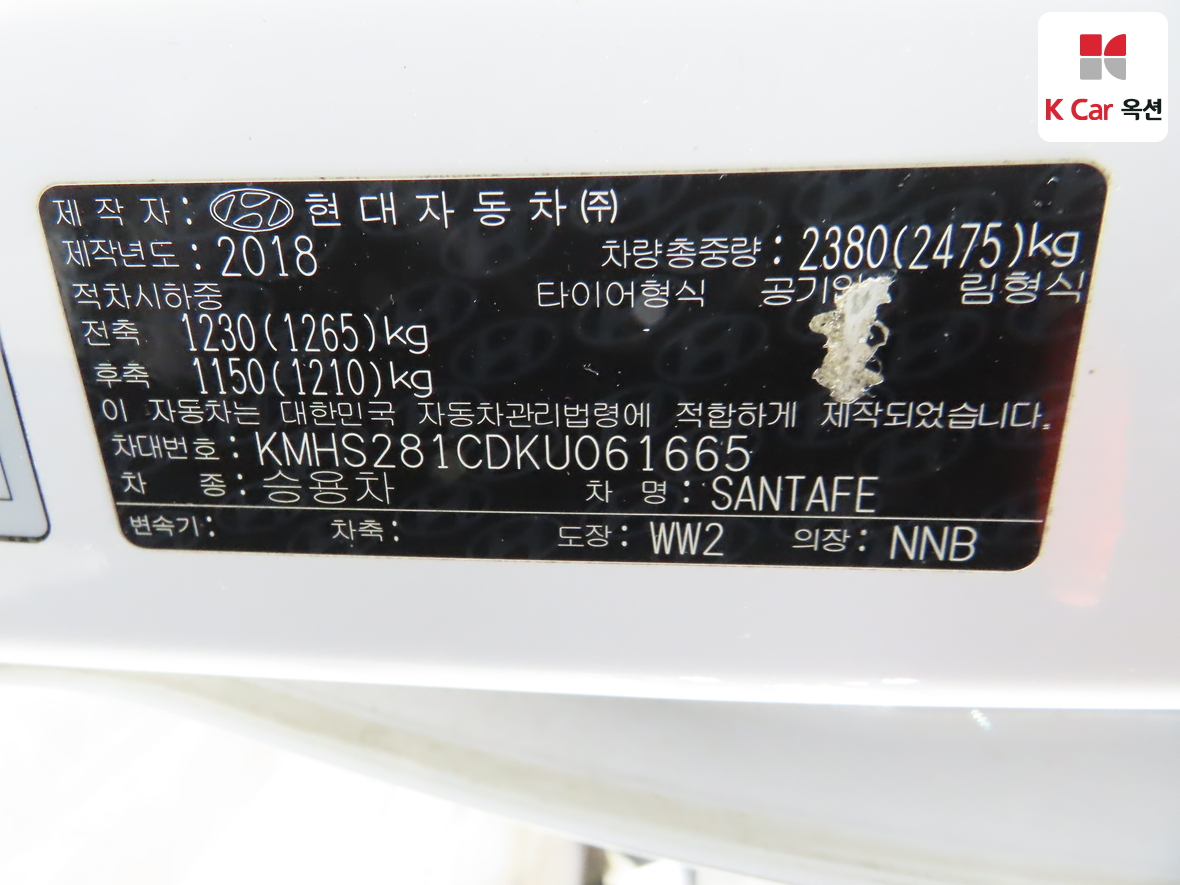 K Car 옥션
제 작 자 : 현 대 자 동 차 ㈜
제작년도 : 2018 차량총중량 : 2380(2475)kg
적차시하중 타이어형식 림형식
전축 1230(1265)kg
후축 1150(1210)kg
이 자동차는 대한민국 자동차관리법령에 적합하게 제작되었습니다.
차대번호 : KMHS281CDKU061665
차 종 : 승용차 차 명 : SANTAFE
변속기 : 차축 : 도장 : WW2 의장 : NNB